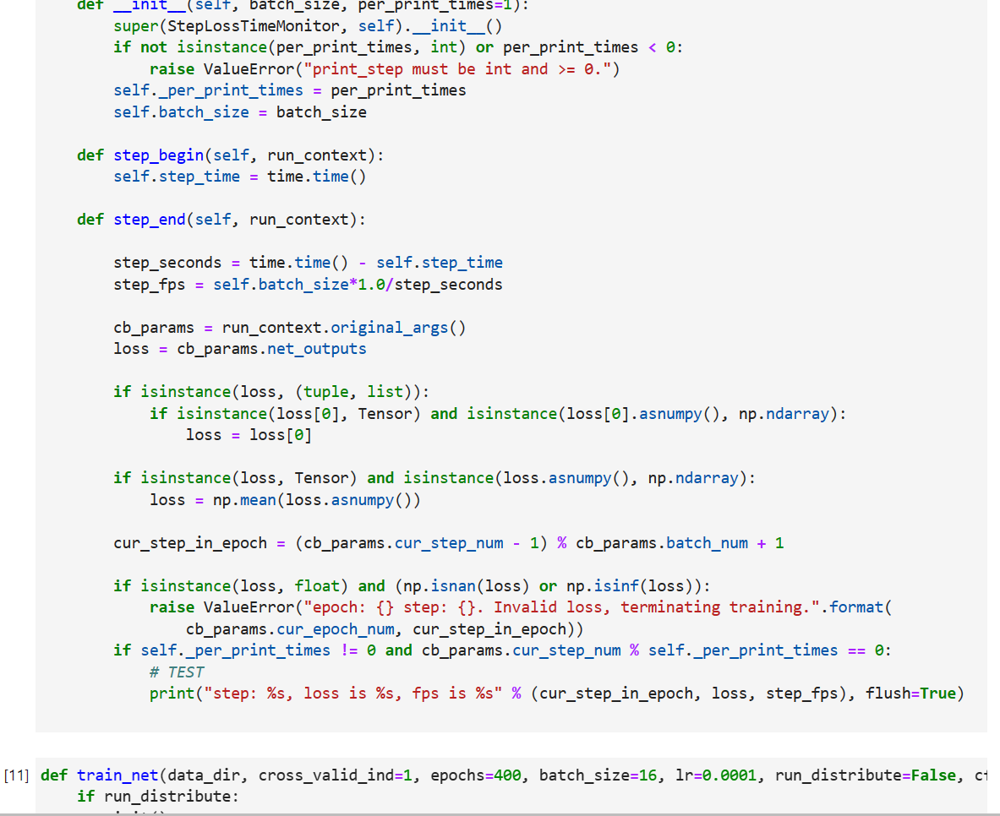 def __init__(self, batch_size, per_print_times=1):
super(StepLossTimeMonitor, self).__init__()
if not isinstance(per_print_times, int) or per_print_times < 0:
raise ValueError("print_step must be int and >= 0.")
self._per_print_times = per_print_times
self.batch_size = batch_size
def step_begin(self, run_context):
self.step_time = time.time()
def step_end(self, run_context):
step_seconds = time.time() - self.step_time
step_fps = self.batch_size*1.0/step_seconds
cb_params = run_context.original_args()
loss = cb_params.net_outputs
if isinstance(loss, (tuple, list)):
if isinstance(loss[0], Tensor) and isinstance(loss[0].asnumpy(), np.ndarray):
loss = loss[0]
if isinstance(loss, Tensor) and isinstance(loss.asnumpy(), np.ndarray):
loss = np.mean(loss.asnumpy())
cur_step_in_epoch = (cb_params.cur_step_num - 1) % cb_params.batch_num + 1
if isinstance(loss, float) and (np.isnan(loss) or np.isinf(loss)):
raise ValueError("epoch: {} step: {}. Invalid loss, terminating training.".format(
cb_params.cur_epoch_num, cur_step_in_epoch))
if self._per_print_times != 0 and cb_params.cur_step_num % self._per_print_times == 0:
# TEST
print("step: %s, loss is %s, fps is %s" % (cur_step_in_epoch, loss, step_fps), flush=True)
[11] def train_net(data_dir, cross_valid_ind=1, epochs=400, batch_size=16, lr=0.0001, run_distribute=False,
if run_distribute: